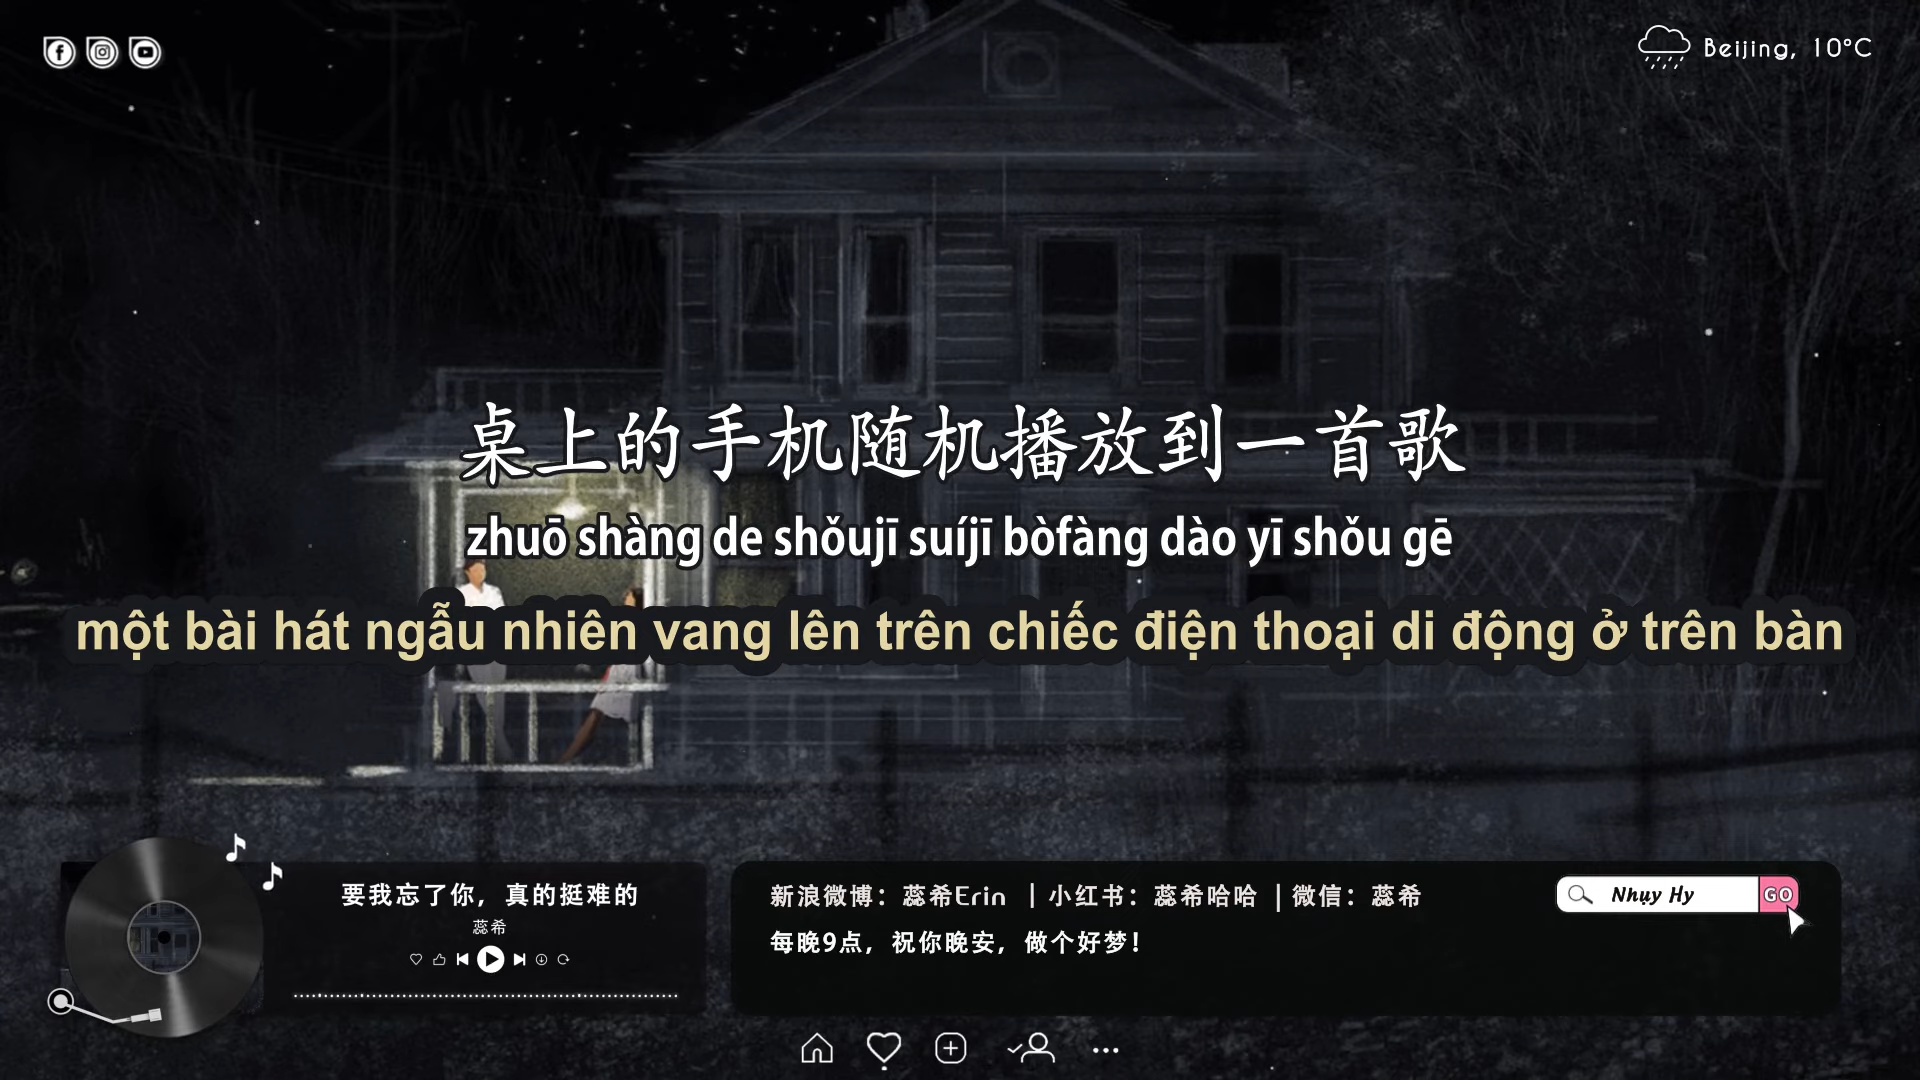 Beijing, 10°C
桌上的手机随机播放到一首歌
zhuō shàng de shǒujī suíjī bòfàng dào yī shǒu gē
một bài hát ngẫu nhiên vang lên trên chiếc điện thoại di động ở trên bàn
要我忘了你，真的挺难的
蕊希
新浪微博：蕊希Erin ｜小红书：蕊希哈哈 ｜微信：蕊希
每晚9点，祝你晚安，做个好梦！
Nhụy Hy GO